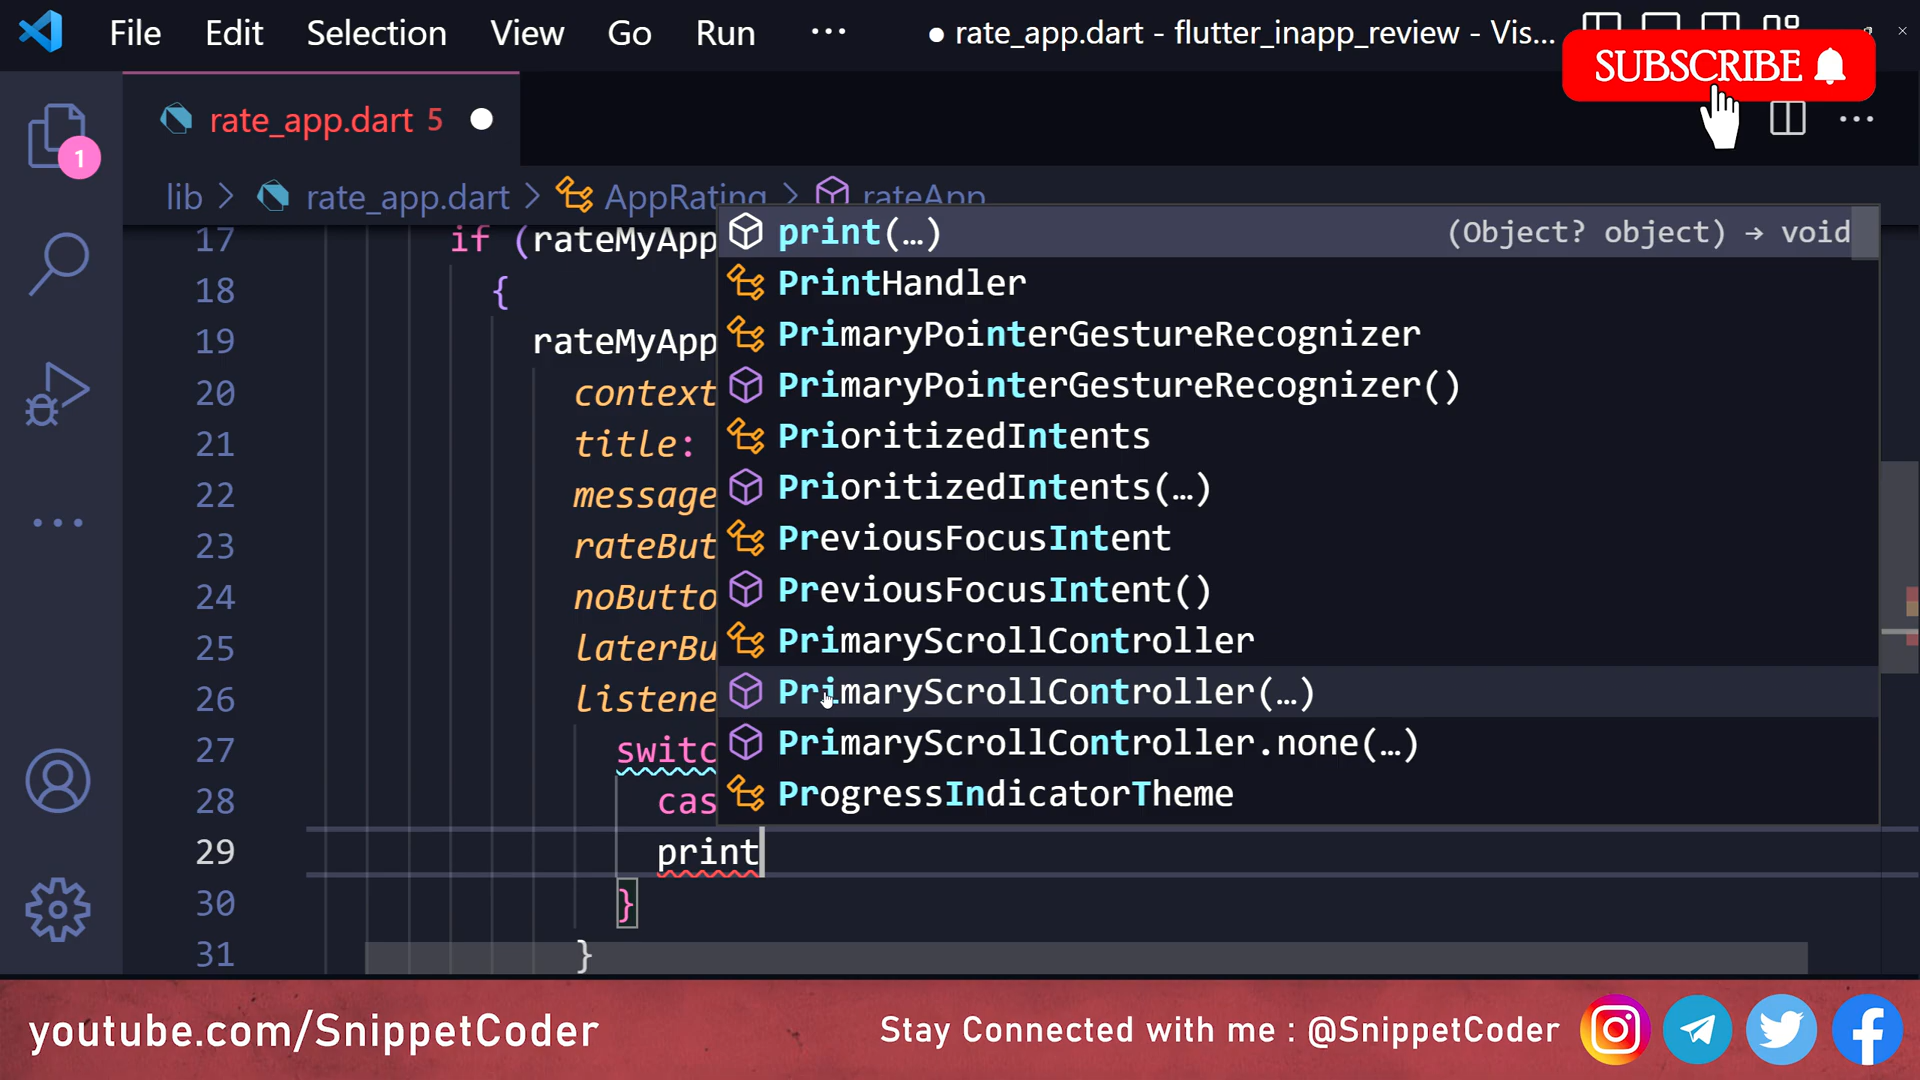 File Edit Selection View Go Run ··· ● rate_app.dart - flutter_inapp_review - Vis...
SUBSCRIBE
rate_app.dart 5
1
lib > rate_app.dart > AppRating > rateApp
17 if (rateMyApp
18 {
19 rateMyApp
20 context
21 title:
22 message
23 rateBut
24 noButto
25 laterBu
26 listene
27 switc
28 cas
29 print
30 }
31 }
print(…) (Object? object) → void
PrintHandler
PrimaryPointerGestureRecognizer
PrimaryPointerGestureRecognizer()
PrioritizedIntents
PrioritizedIntents(…)
PreviousFocusIntent
PreviousFocusIntent()
PrimaryScrollController
PrimaryScrollController(…)
PrimaryScrollController.none(…)
ProgressIndicatorTheme
youtube.com/SnippetCoder
Stay Connected with me : @SnippetCoder